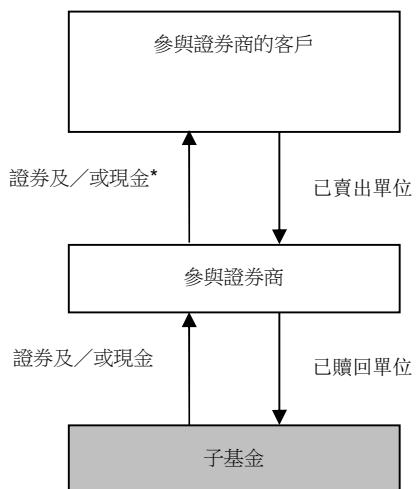 參與證券商的客戶
證券及╱或現金*
已賣出單位
參與證券商
證券及╱或現金
已贖回單位
子基金